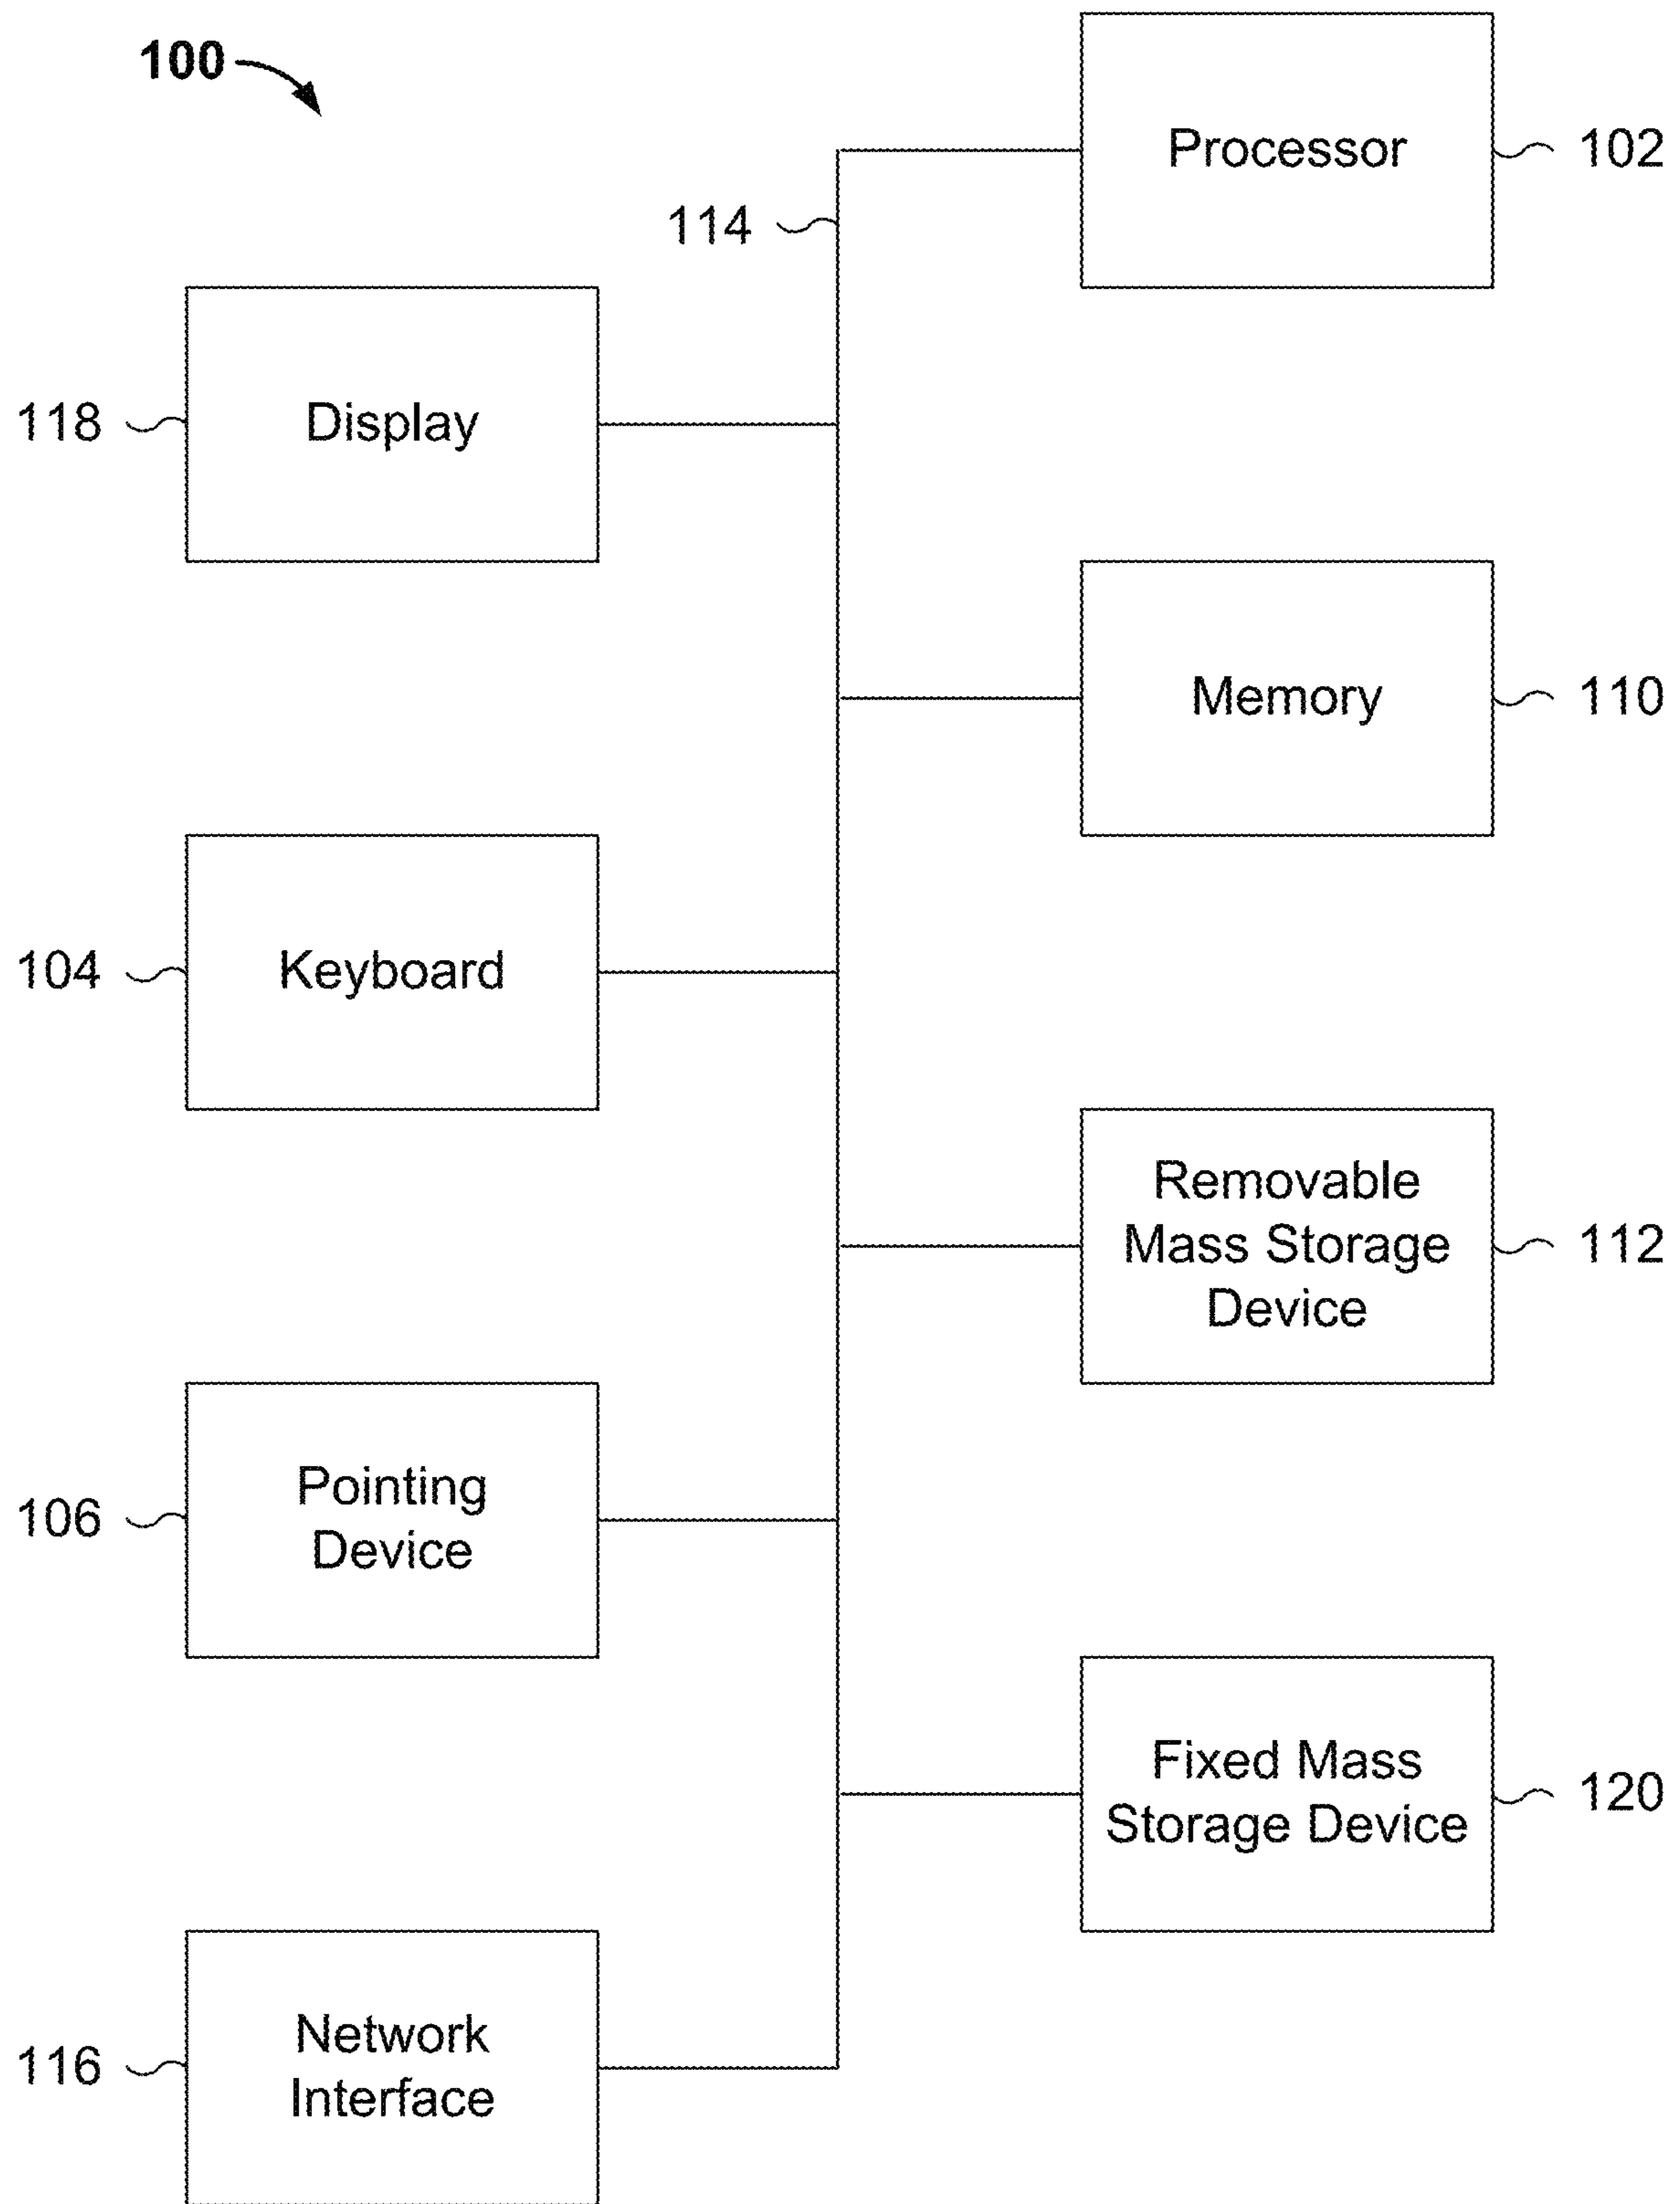 100
Processor
102
114
Display
118
Memory
110
Keyboard
104
Removable
Mass Storage
Device
112
Pointing
Device
106
Fixed Mass
Storage Device
120
Network
Interface
116